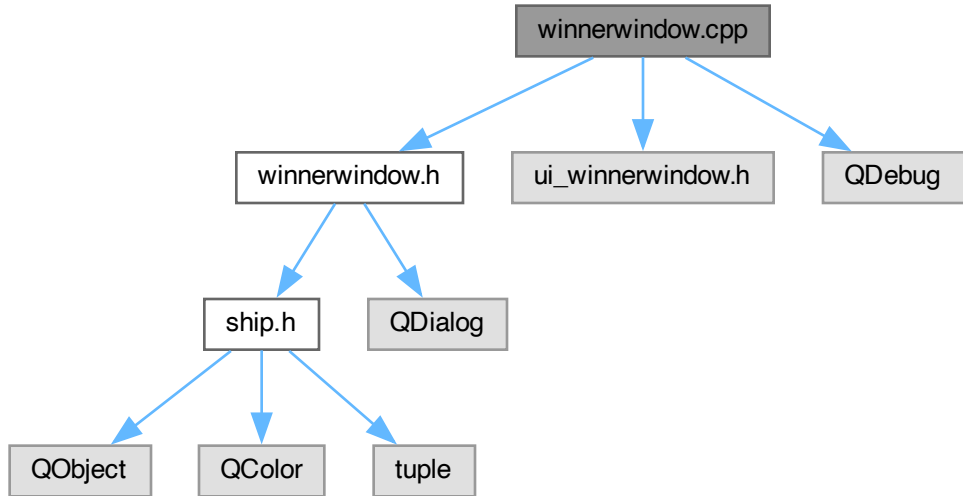 winnerwindow.cpp
winnerwindow.h
ui_winnerwindow.h
QDebug
ship.h
QDialog
QObject
QColor
tuple